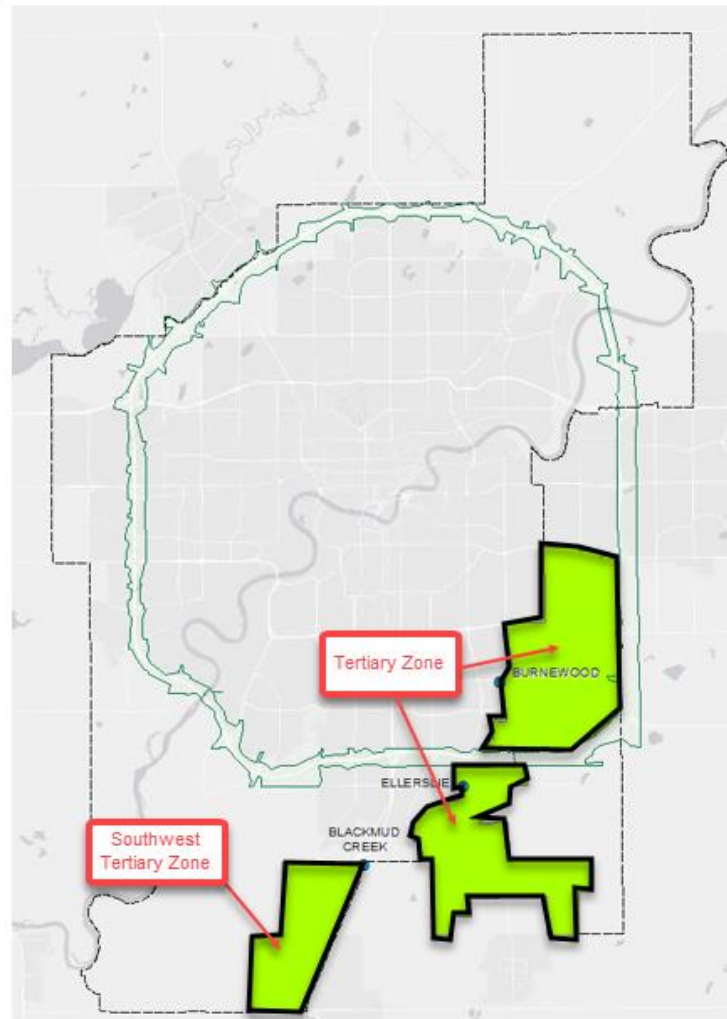 Tertiary Zone
BURNEWOOD
ELLERSLIE
BLACKMUD
CREEK
Southwest
Tertiary Zone